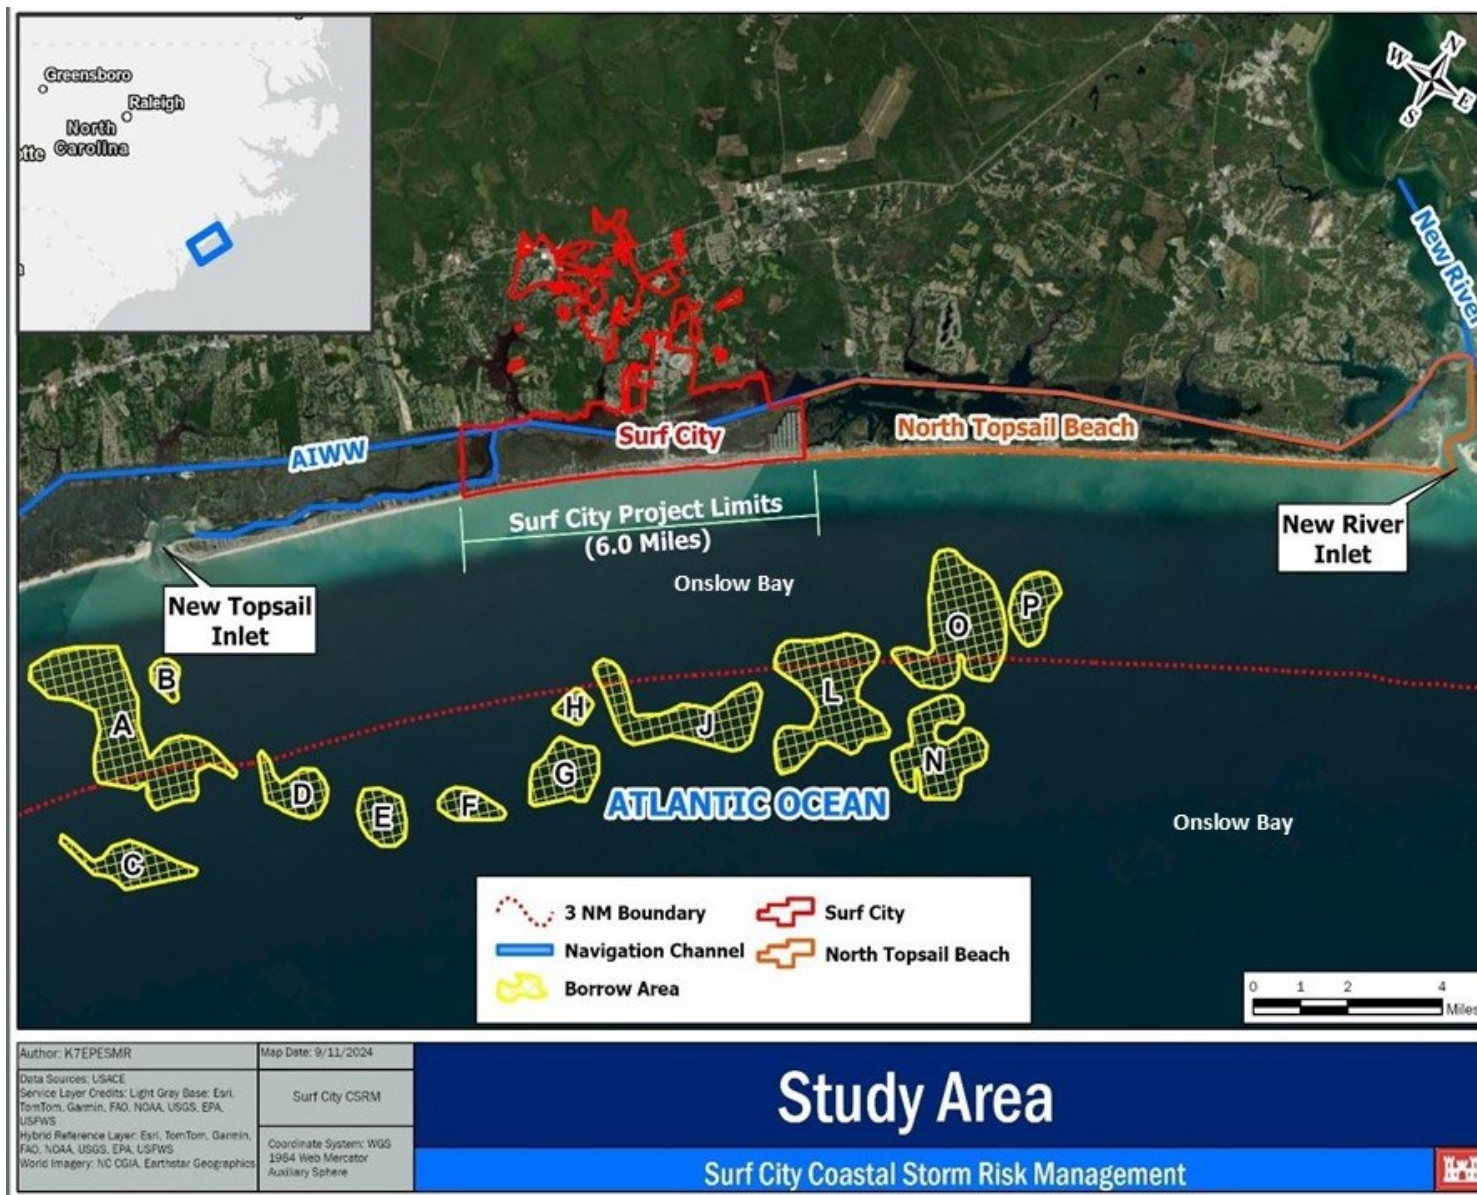 Greensboro
Raleigh
North
Carolina
otte
N
W
E
S
New River
AIWW
Surf City
North Topsail Beach
Surf City Project Limits
(6.0 Miles)
New River
Inlet
Onslow Bay
New Topsail
Inlet
P
O
B
L
H
J
A
N
G
D
F
E
ATLANTIC OCEAN
Onslow Bay
C
3 NM Boundary
Surf City
Navigation Channel
North Topsail Beach
Borrow Area
0 1 2 4
Miles
Author: K7EPESMR
Map Date: 9/11/2024
Data Sources: USACE
Service Layer Credits: Light Gray Base: Esri,
TomTom, Garmin, FAO, NOAA, USGS, EPA,
USFWS
Hybrid Reference Layer: Esri, TomTom, Garmin,
FAO, NOAA, USGS, EPA, USFWS
World Imagery: NC CGIA, Earthstar Geographics
Surf City CSRM
Coordinate System: WGS
1984 Web Mercator
Auxiliary Sphere
Study Area
Surf City Coastal Storm Risk Management